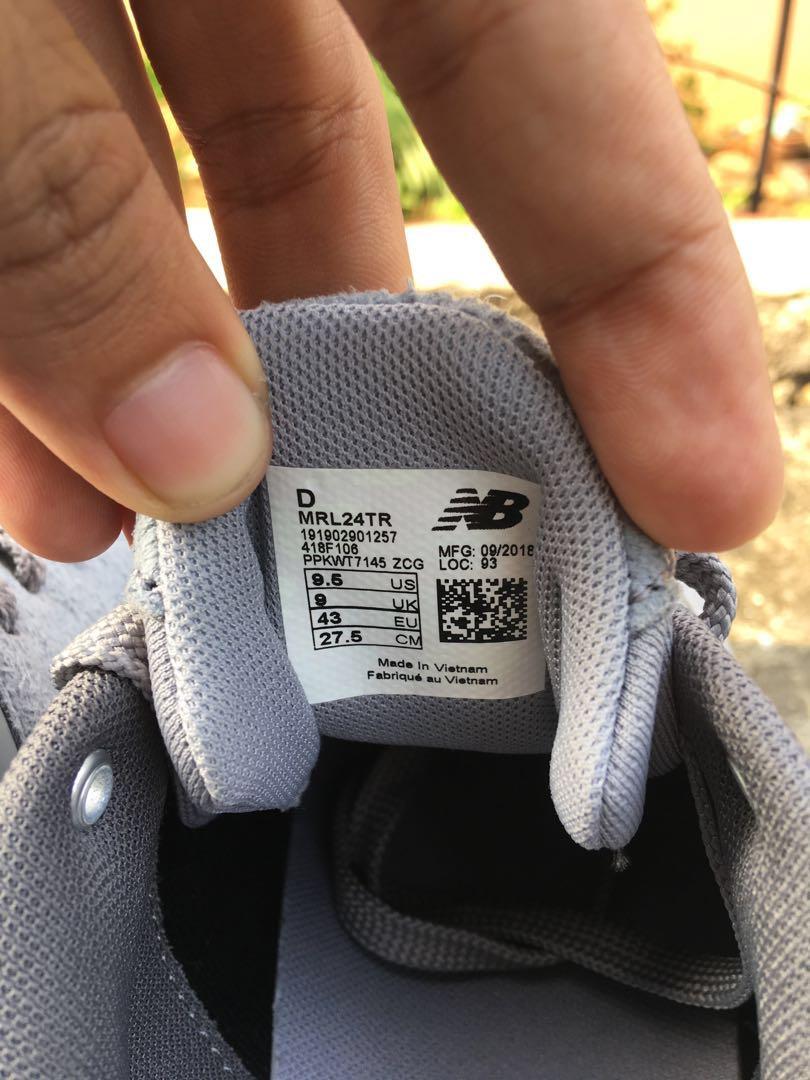 D
MRL24TR
NB
191902901257
418F106
PPKWT7145 ZCG
MFG: 09/2018
LOC: 93
9.5 US
9 UK
43 EU
27.5 CM
Made In Vietnam
Fabriqué au Vietnam